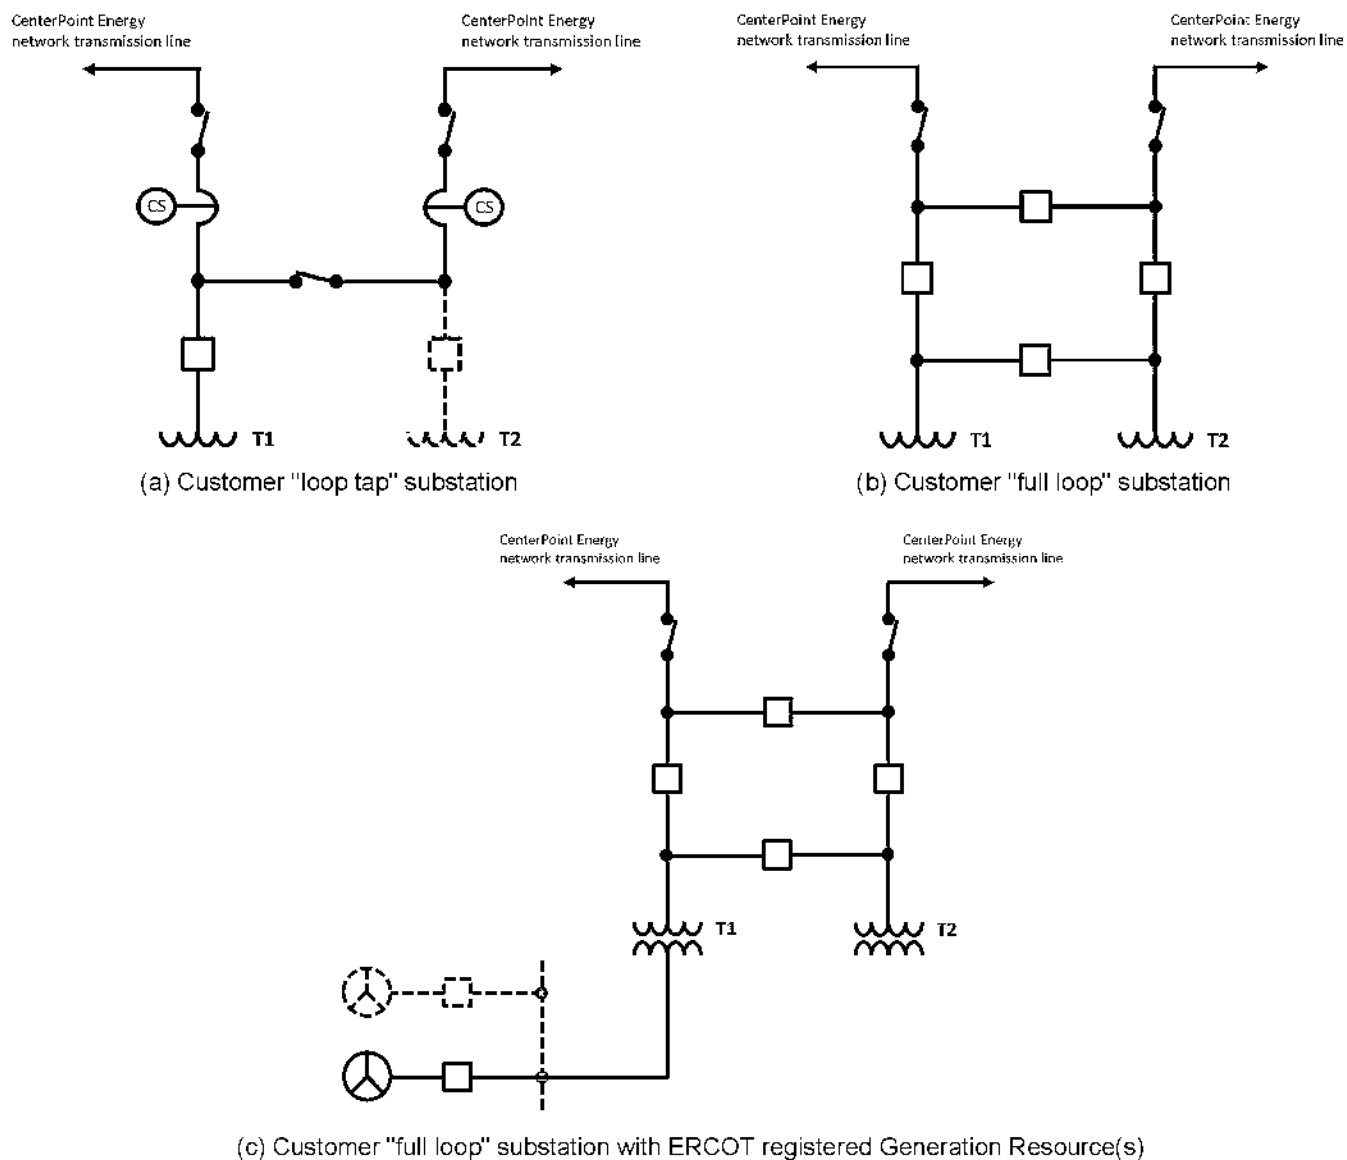 CenterPoint Energy
network transmission line
CenterPoint Energy
network transmission line
CS
CS
T1
T2
(a) Customer "loop tap" substation
CenterPoint Energy
network transmission line
CenterPoint Energy
network transmission line
T1
T2
(b) Customer "full loop" substation
CenterPoint Energy
network transmission line
CenterPoint Energy
network transmission line
T1
T2
(c) Customer "full loop" substation with ERCOT registered Generation Resource(s)